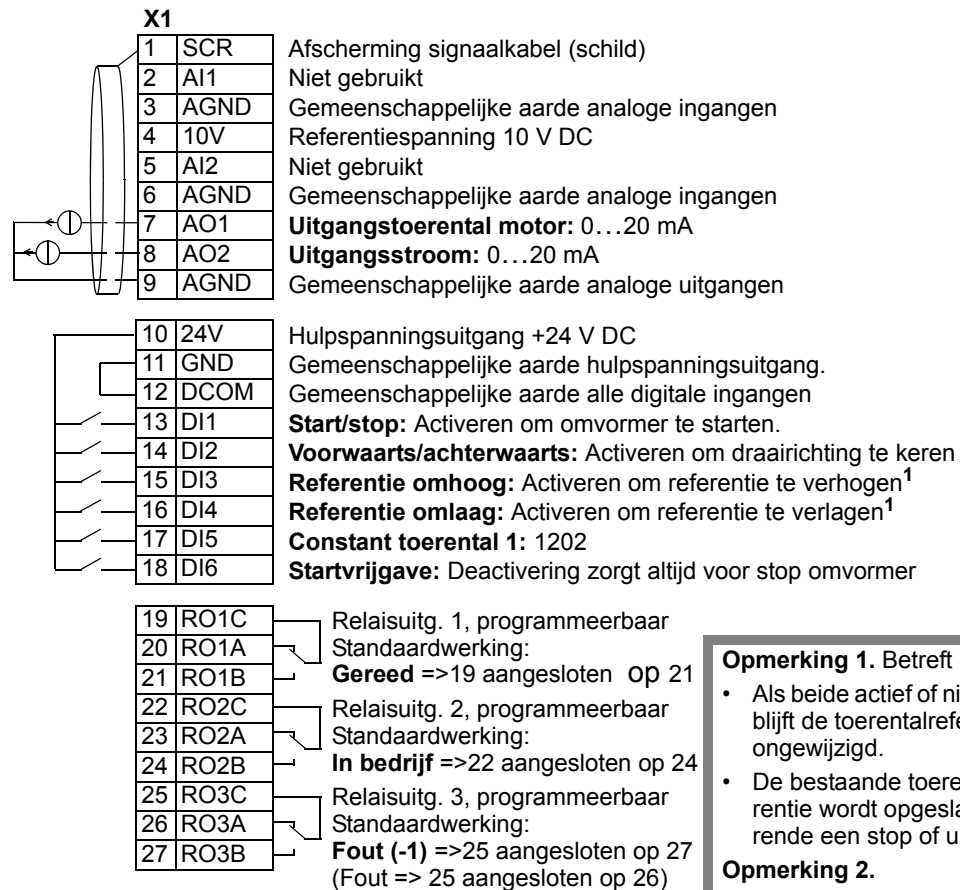 X1
1 SCR Afscherming signaalkabel (schild)
2 AI1 Niet gebruikt
3 AGND Gemeenschappelijke aarde analoge ingangen
4 10V Referentiespanning 10 V DC
5 AI2 Niet gebruikt
6 AGND Gemeenschappelijke aarde analoge ingangen
7 AO1 Uitgangstoerental motor: 0…20 mA
8 AO2 Uitgangsstroom: 0…20 mA
9 AGND Gemeenschappelijke aarde analoge uitgangen
10 24V Hulpspanningsuitgang +24 V DC
11 GND Gemeenschappelijke aarde hulpspanningsuitgang.
12 DCOM Gemeenschappelijke aarde alle digitale ingangen
13 DI1 Start/stop: Activeren om omvormer te starten.
14 DI2 Voorwaarts/achterwaarts: Activeren om draairichting te keren
15 DI3 Referentie omhoog: Activeren om referentie te verhogen1
16 DI4 Referentie omlaag: Activeren om referentie te verlagen1
17 DI5 Constant toerental 1: 1202
18 DI6 Startvrijgave: Deactivering zorgt altijd voor stop omvormer
19 RO1C Relaisuitg. 1, programmeerbaar
20 RO1A Standaardwerking:
21 RO1B Gereed =>19 aangesloten op 21
22 RO2C Relaisuitg. 2, programmeerbaar
23 RO2A Standaardwerking:
24 RO2B In bedrijf =>22 aangesloten op 24
25 RO3C Relaisuitg. 3, programmeerbaar
26 RO3A Standaardwerking:
27 RO3B Fout (-1) =>25 aangesloten op 27
(Fout => 25 aangesloten op 26)
Opmerking 1. Betreft
• Als beide actief of ni
blijft de toerentalrefe
ongewijzigd.
• De bestaande toere
rentie wordt opgesla
rende een stop of u
Opmerking 2.